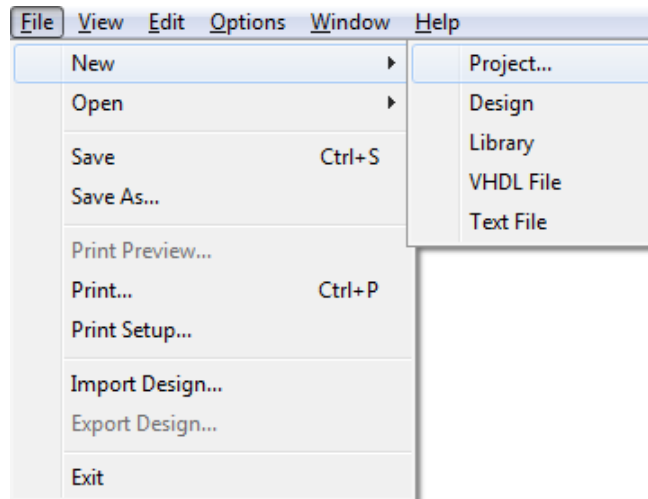 File View Edit Options Window Help
New
Open
Save Ctrl+S
Save As...
Print Preview...
Print... Ctrl+P
Print Setup...
Import Design...
Export Design...
Exit
Project...
Design
Library
VHDL File
Text File